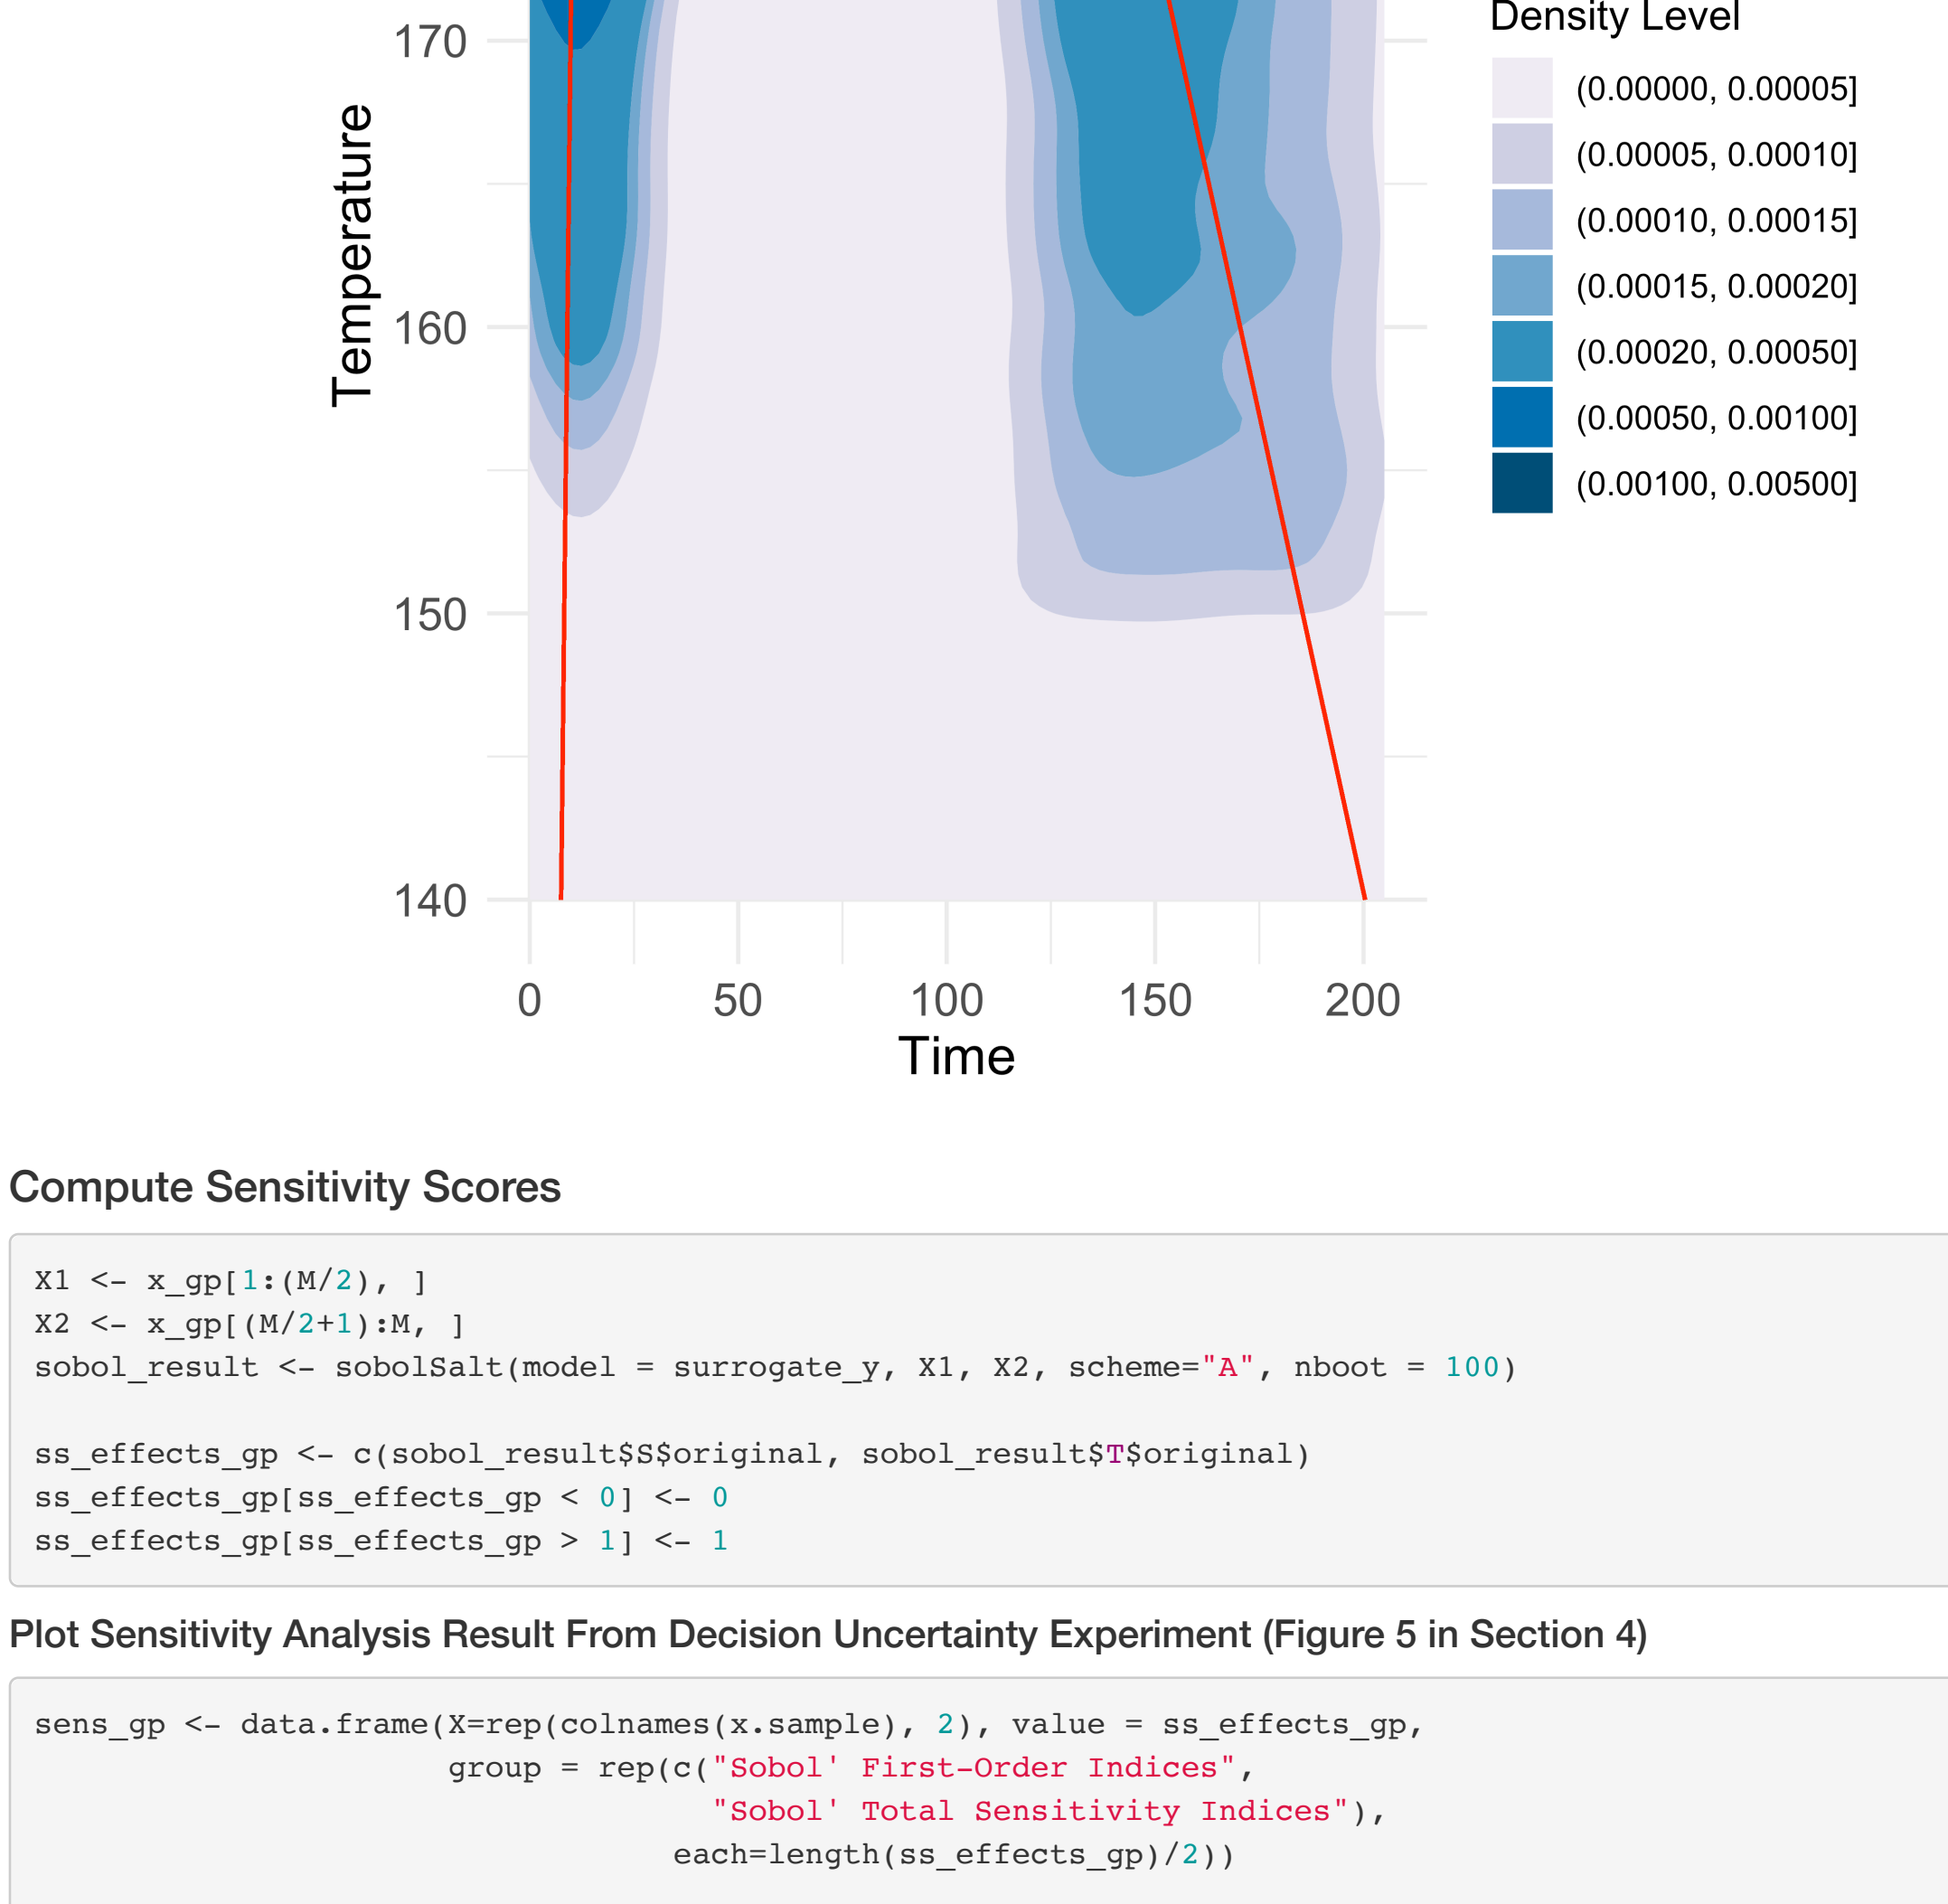 Density Level
170
(0.00000, 0.00005]
(0.00005, 0.00010]
(0.00010, 0.00015]
Temperature
(0.00015, 0.00020]
160
(0.00020, 0.00050]
(0.00050, 0.00100]
(0.00100, 0.00500]
150
140
0 50 100 150 200
Time
Compute Sensitivity Scores
X1 <- x_gp[1:(M/2), ]
X2 <- x_gp[(M/2+1):M, ]
sobol_result <- sobolSalt(model = surrogate_y, X1, X2, scheme="A", nboot = 100)
ss_effects_gp <- c(sobol_result$S$original, sobol_result$T$original)
ss_effects_gp[ss_effects_gp < 0] <- 0
ss_effects_gp[ss_effects_gp > 1] <- 1
Plot Sensitivity Analysis Result From Decision Uncertainty Experiment (Figure 5 in Section 4)
sens_gp <- data.frame(X=rep(colnames(x.sample), 2), value = ss_effects_gp,
group = rep(c("Sobol' First-Order Indices",
"Sobol' Total Sensitivity Indices"),
each=length(ss_effects_gp)/2))